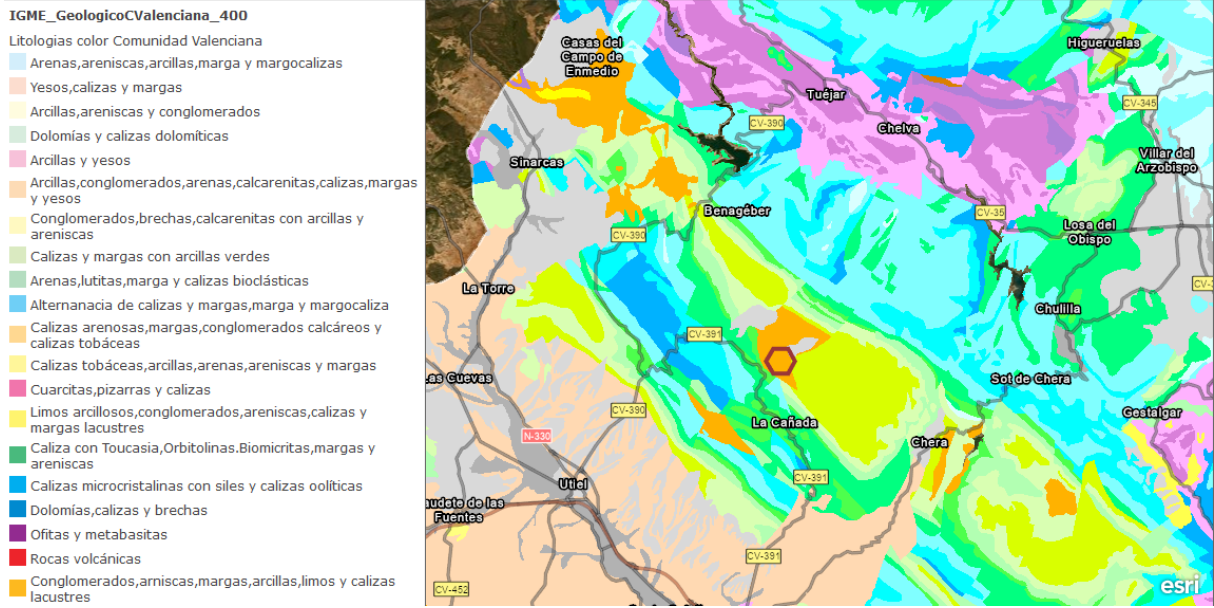 IGME_GeologicoCValenciana_400
Litologias color Comunidad Valenciana
Arenas,areniscas,arcillas,marga y margocalizas
Yesos,calizas y margas
Arcillas,areniscas y conglomerados
Dolomías y calizas dolomíticas
Arcillas y yesos
Arcillas,conglomerados,arenas,calcarenitas,calizas,margas
y yesos
Conglomerados,brechas,calcarenitas con arcillas y
areniscas
Calizas y margas con arcillas verdes
Arenas,lutitas,marga y calizas bioclásticas
Alternanacia de calizas y margas,marga y margocaliza
Calizas arenosas,margas,conglomerados calcáreos y
calizas tobáceas
Calizas tobáceas,arcillas,arenas,areniscas y margas
Cuarcitas,pizarras y calizas
Limos arcillosos,conglomerados,areniscas,calizas y
margas lacustres
Caliza con Toucasia,Orbitolinas.Biomicritas,margas y
areniscas
Calizas microcristalinas con siles y calizas oolíticas
Dolomías,calizas y brechas
Ofitas y metabasitas
Rocas volcánicas
Conglomerados,arniscas,margas,arcillas,limos y calizas
lacustres
Casas del
Campo de
Enmedio
Higueruelas
Tuéjar
CV-345
CV-390
Chelva
Sinarcas
Villar del
Arzobispo
Benagéber
CV-35
CV-390
Losa del
Obispo
La Torre
Chulilla
CV-391
Las Cuevas
Sot de Chera
CV-390
La Cañada
Gestalgar
N-330
Chera
CV-391
Utiel
audete de las
Fuentes
CV-391
CV-452
esri